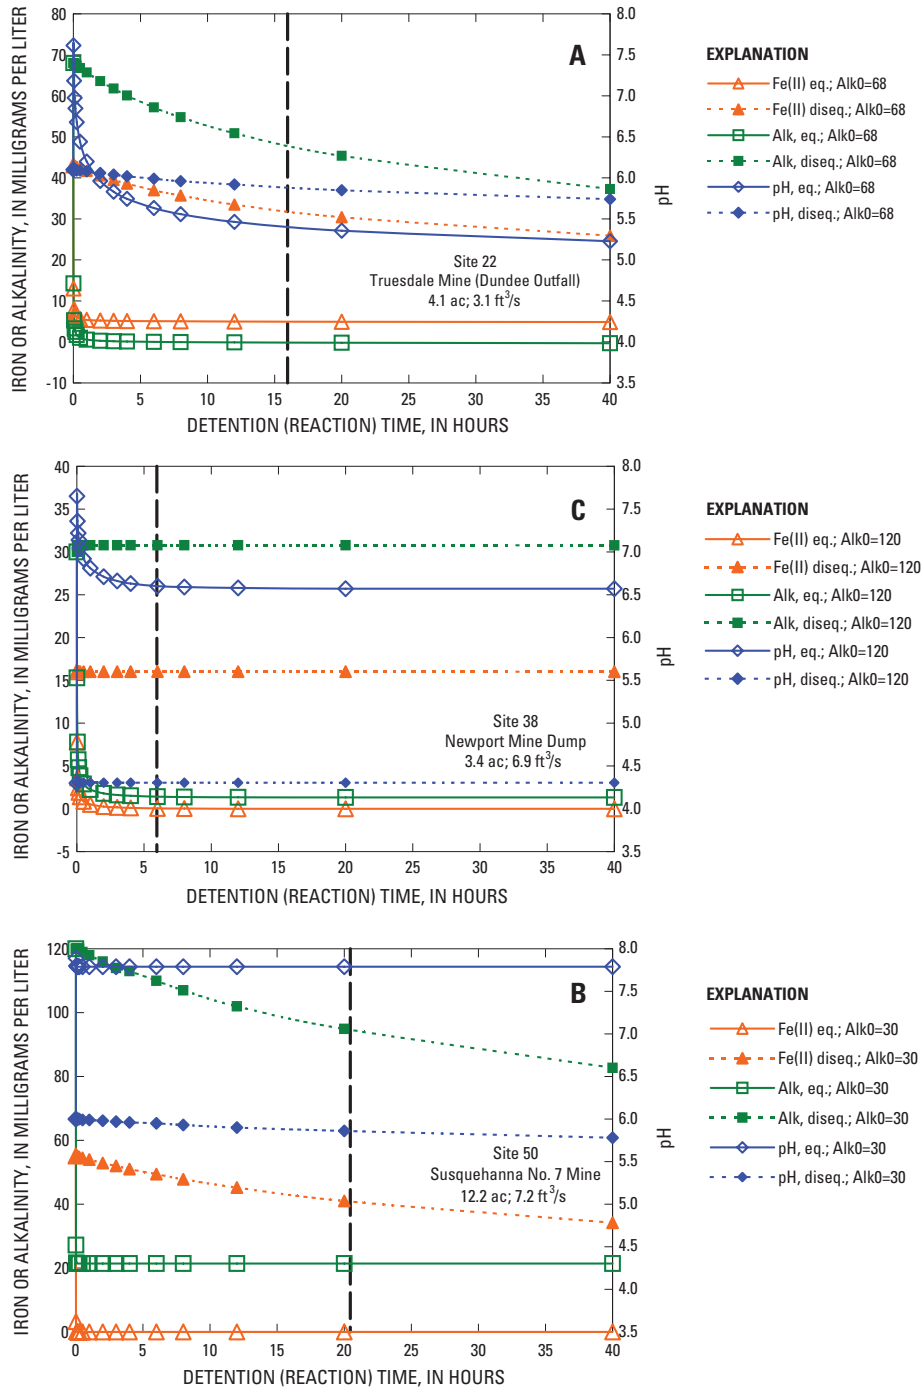 A
80
70
60
50
40
30
20
10
0
-10
IRON OR ALKALINITY, IN MILLIGRAMS PER LITER
8.0
7.5
7.0
6.5
6.0
5.5
5.0
4.5
4.0
3.5
pH
0 5 10 15 20 25 30 35 40
DETENTION (REACTION) TIME, IN HOURS
Site 22
Truesdale Mine (Dundee Outfall)
4.1 ac; 3.1 ft³/s
EXPLANATION
Fe(II) eq.; Alk0=68
Fe(II) diseq.; Alk0=68
Alk, eq.; Alk0=68
Alk, diseq.; Alk0=68
pH, eq.; Alk0=68
pH, diseq.; Alk0=68
C
40
35
30
25
20
15
10
5
0
-5
IRON OR ALKALINITY, IN MILLIGRAMS PER LITER
8.0
7.5
7.0
6.5
6.0
5.5
5.0
4.5
4.0
3.5
pH
0 5 10 15 20 25 30 35 40
DETENTION (REACTION) TIME, IN HOURS
Site 38
Newport Mine Dump
3.4 ac; 6.9 ft³/s
EXPLANATION
Fe(II) eq.; Alk0=120
Fe(II) diseq.; Alk0=120
Alk, eq.; Alk0=120
Alk, diseq.; Alk0=120
pH, eq.; Alk0=120
pH, diseq.; Alk0=120
B
120
100
80
60
40
20
0
IRON OR ALKALINITY, IN MILLIGRAMS PER LITER
8.0
7.5
7.0
6.5
6.0
5.5
5.0
4.5
4.0
3.5
pH
0 5 10 15 20 25 30 35 40
DETENTION (REACTION) TIME, IN HOURS
Site 50
Susquehanna No. 7 Mine
12.2 ac; 7.2 ft³/s
EXPLANATION
Fe(II) eq.; Alk0=30
Fe(II) diseq.; Alk0=30
Alk, eq.; Alk0=30
Alk, diseq.; Alk0=30
pH, eq.; Alk0=30
pH, diseq.; Alk0=30